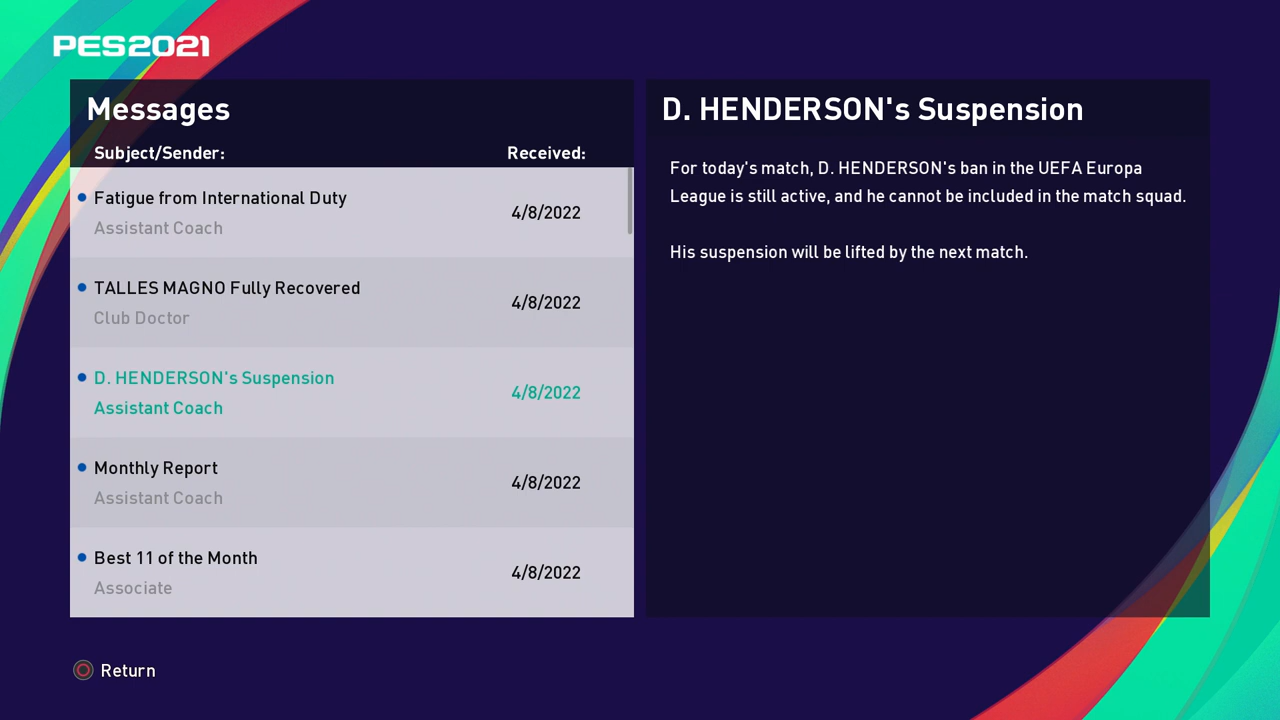 PES2021
Messages
Subject/Sender:
Received:
Fatigue from International Duty
Assistant Coach
4/8/2022
TALLES MAGNO Fully Recovered
Club Doctor
4/8/2022
D. HENDERSON's Suspension
Assistant Coach
4/8/2022
Monthly Report
Assistant Coach
4/8/2022
Best 11 of the Month
Associate
4/8/2022
D. HENDERSON's Suspension
For today's match, D. HENDERSON's ban in the UEFA Europa
League is still active, and he cannot be included in the match squad.
His suspension will be lifted by the next match.
Return